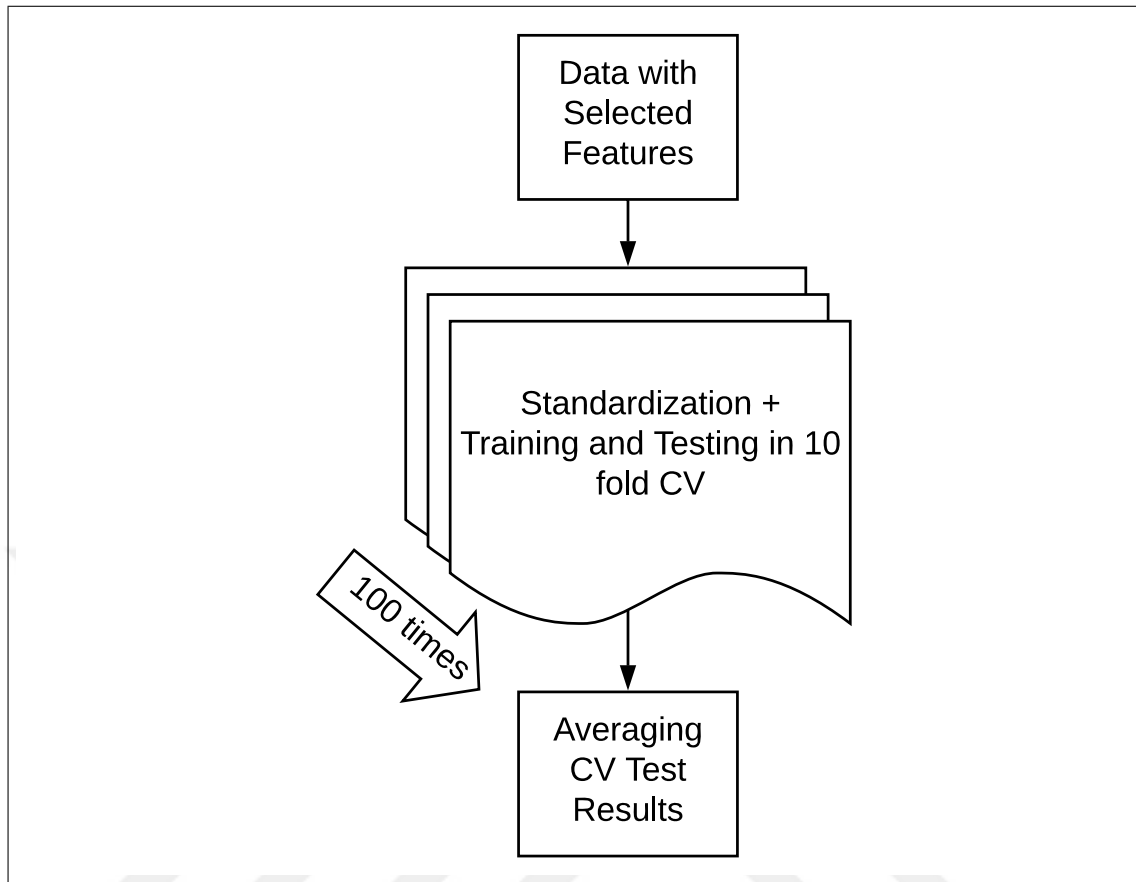 Data with
Selected
Features
Standardization +
Training and Testing in 10
fold CV
100 times
Averaging
CV Test
Results